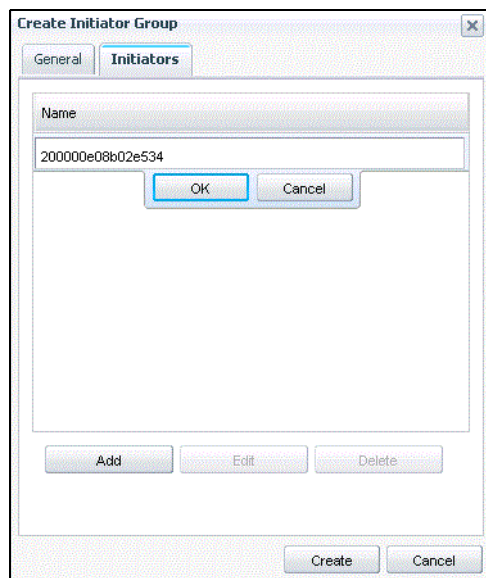 Create Initiator Group
General Initiators
Name
200000e08b02e534
OK Cancel
Add Edit Delete
Create Cancel